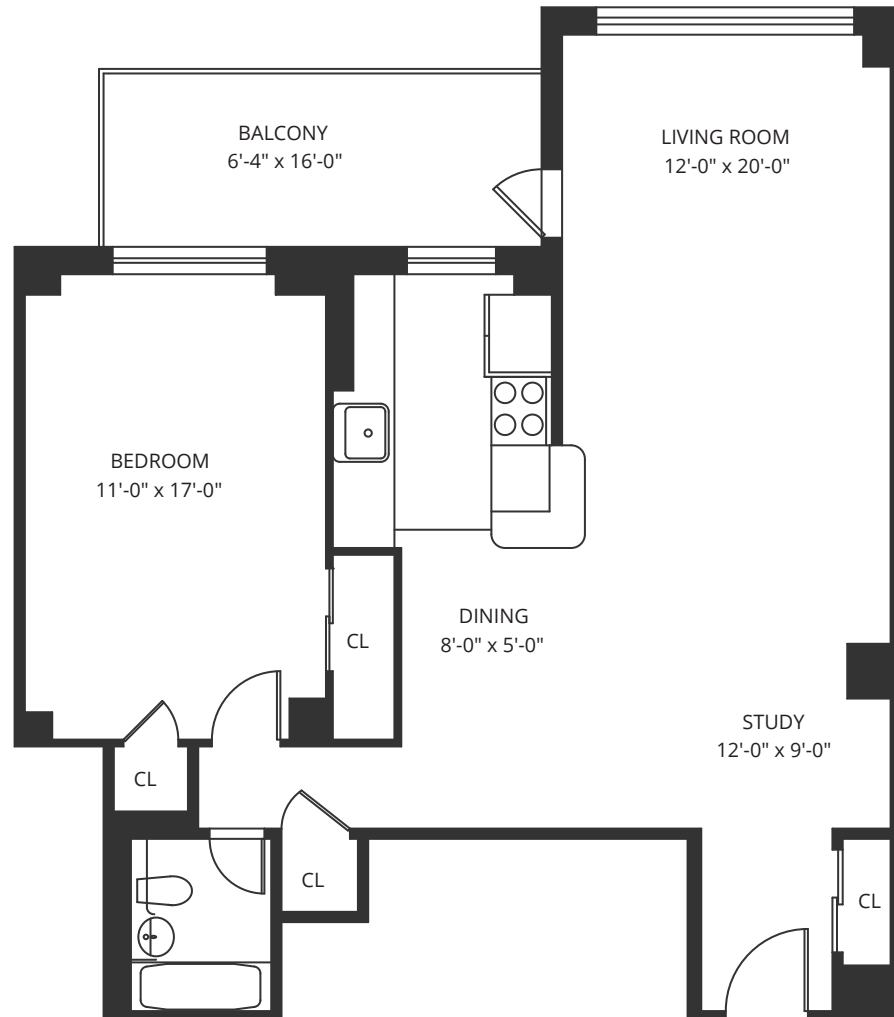 BALCONY
6'-4" x 16'-0"
LIVING ROOM
12'-0" x 20'-0"
BEDROOM
11'-0" x 17'-0"
DINING
8'-0" x 5'-0"
CL
STUDY
12'-0" x 9'-0"
CL
CL
CL